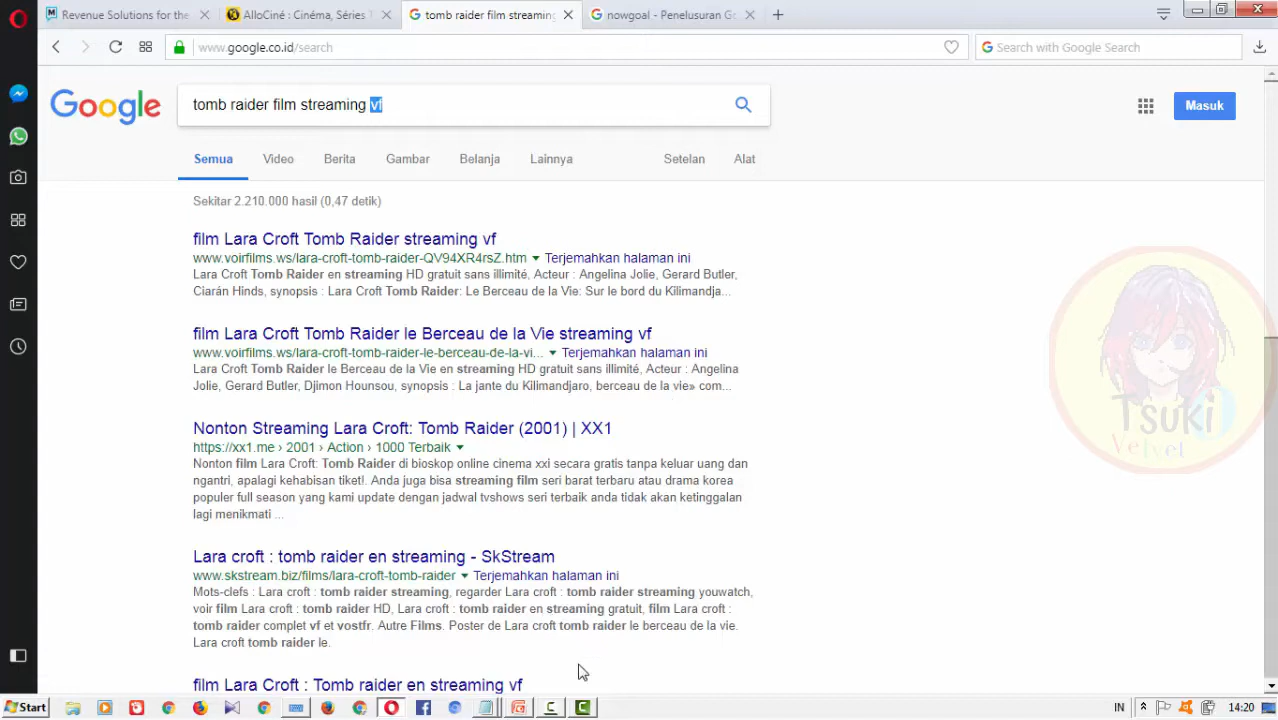 Revenue Solutions for the
AlloCiné : Cinéma, Séries T
tomb raider film streaming
nowgoal - Penelusuran Go
www.google.co.id/search
Search with Google Search
Google
tomb raider film streaming vf
Masuk
Semua
Video
Berita
Gambar
Belanja
Lainnya
Setelan
Alat
Sekitar 2.210.000 hasil (0,47 detik)
film Lara Croft Tomb Raider streaming vf
www.voirfilms.ws/lara-croft-tomb-raider-QV94XR4rsZ.htm ▼ Terjemahkan halaman ini
Lara Croft Tomb Raider en streaming HD gratuit sans illimité, Acteur : Angelina Jolie, Gerard Butler,
Ciarán Hinds, synopsis : Lara Croft Tomb Raider: Le Berceau de la Vie: Sur le bord du Kilimandja...
film Lara Croft Tomb Raider le Berceau de la Vie streaming vf
www.voirfilms.ws/lara-croft-tomb-raider-le-berceau-de-la-vi... ▼ Terjemahkan halaman ini
Lara Croft Tomb Raider le Berceau de la Vie en streaming HD gratuit sans illimité, Acteur : Angelina
Jolie, Gerard Butler, Djimon Hounsou, synopsis : La jante du Kilimandjaro, berceau de la vie» com...
Nonton Streaming Lara Croft: Tomb Raider (2001) | XX1
https://xx1.me › 2001 › Action › 1000 Terbaik ▼
Nonton film Lara Croft: Tomb Raider di bioskop online cinema xxi secara gratis tanpa keluar uang dan
ngantri, apalagi kehabisan tiket!. Anda juga bisa streaming film seri barat terbaru atau drama korea
populer full season yang kami update dengan jadwal tvshows seri terbaik anda tidak akan ketinggalan
lagi menikmati ...
Lara croft : tomb raider en streaming - SkStream
www.skstream.biz/films/lara-croft-tomb-raider ▼ Terjemahkan halaman ini
Mots-clefs : Lara croft : tomb raider streaming, regarder Lara croft : tomb raider streaming youwatch,
voir film Lara croft : tomb raider HD, Lara croft : tomb raider en streaming gratuit, film Lara croft :
tomb raider complet vf et vostfr. Autre Films. Poster de Lara croft tomb raider le berceau de la vie.
Lara croft tomb raider le.
film Lara Croft : Tomb raider en streaming vf
Tsuki
Velvet
Start
IN
14:20